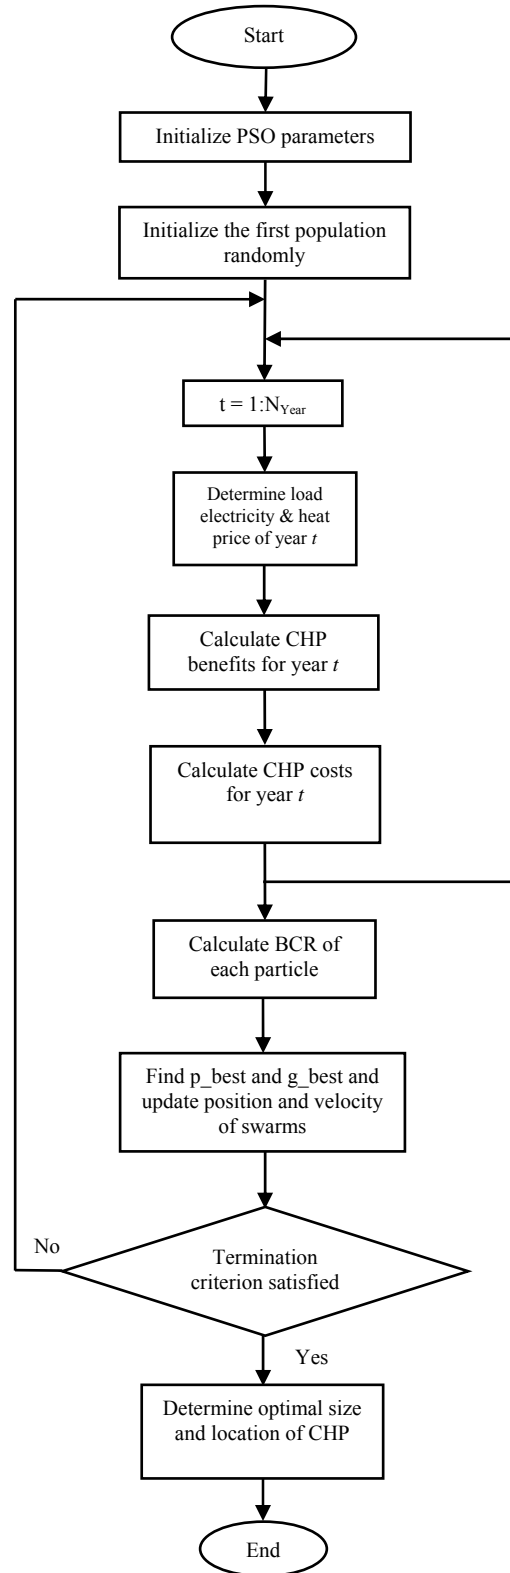 Start
Initialize PSO parameters
Initialize the first population
randomly
t = 1:N_Year
Determine load
electricity & heat
price of year t
Calculate CHP
benefits for year t
Calculate CHP costs
for year t
Calculate BCR of
each particle
Find p_best and g_best and
update position and velocity
of swarms
No
Termination
criterion satisfied
Yes
Determine optimal size
and location of CHP
End